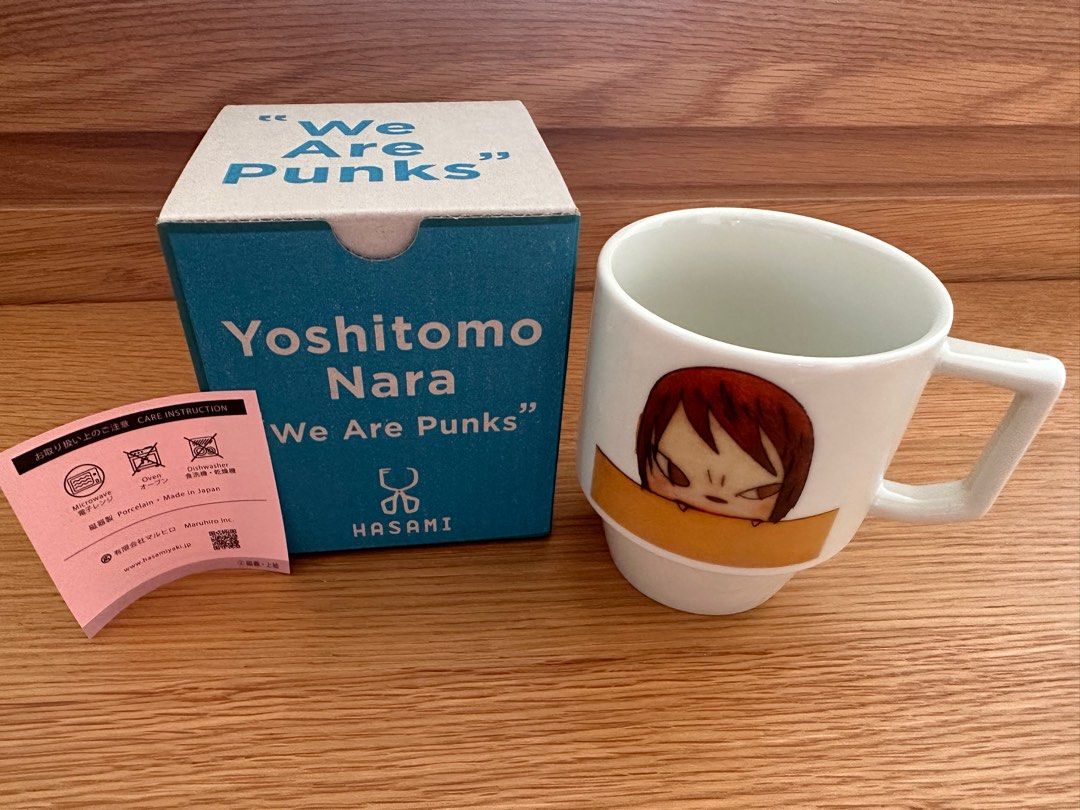 “We
Are
Punks”
Yoshitomo
Nara
“We Are Punks”
HASAMI
お取り扱い上のご注意 CARE INSTRUCTION
Microwave
電子レンジ
Oven
オーブン
Dishwasher
食洗機・乾燥機
磁器製 Porcelain・Made in Japan
有限会社マルヒロ Maruhiro Inc.
www.hasamiyaki.jp